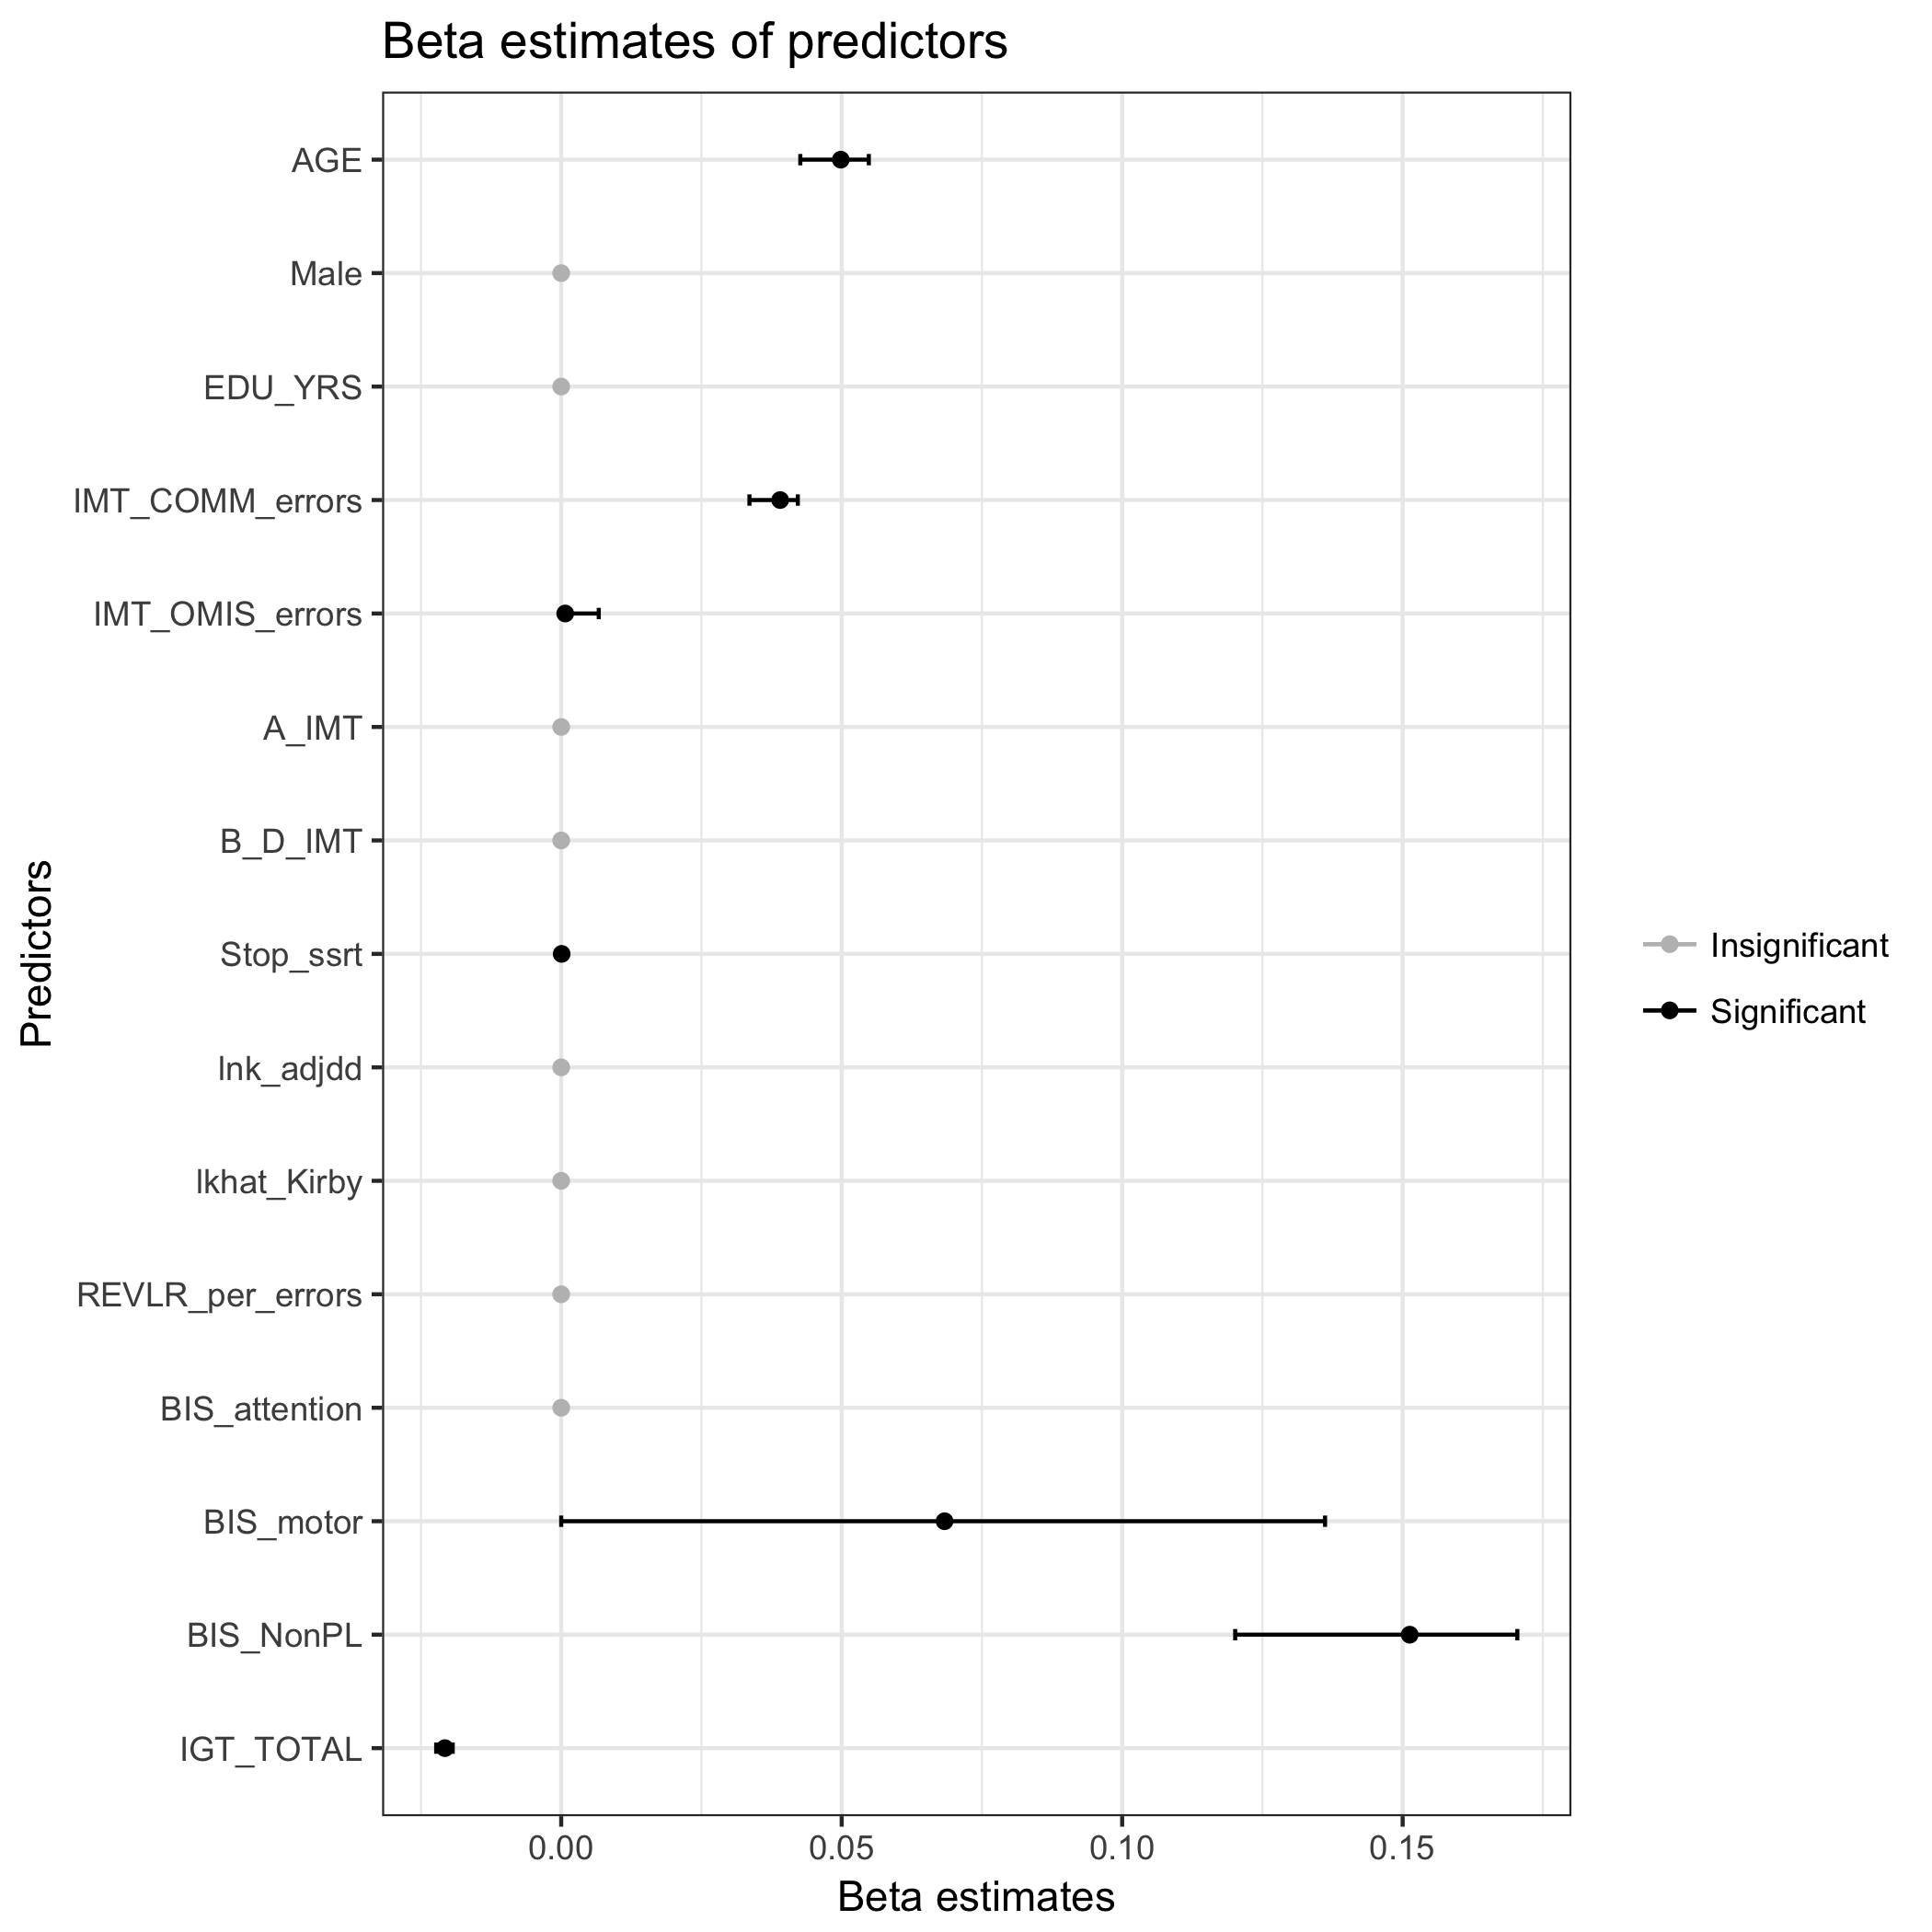 Beta estimates of predictors
AGE
Male
EDU_YRS
IMT_COMM_errors
IMT_OMIS_errors
A_IMT
B_D_IMT
Stop_ssrt
lnk_adjdd
lkhat_Kirby
REVLR_per_errors
BIS_attention
BIS_motor
BIS_NonPL
IGT_TOTAL
Predictors
0.00 0.05 0.10 0.15
Beta estimates
Insignificant
Significant